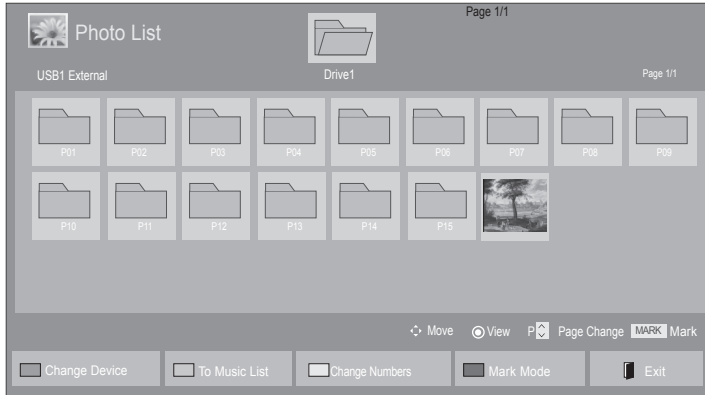 Page 1/1
Photo List
USB1 External Drive1 Page 1/1
P01 P02 P03 P04 P05 P06 P07 P08 P09
P10 P11 P12 P13 P14 P15
Move View P Page Change MARK Mark
Change Device To Music List Change Numbers Mark Mode Exit